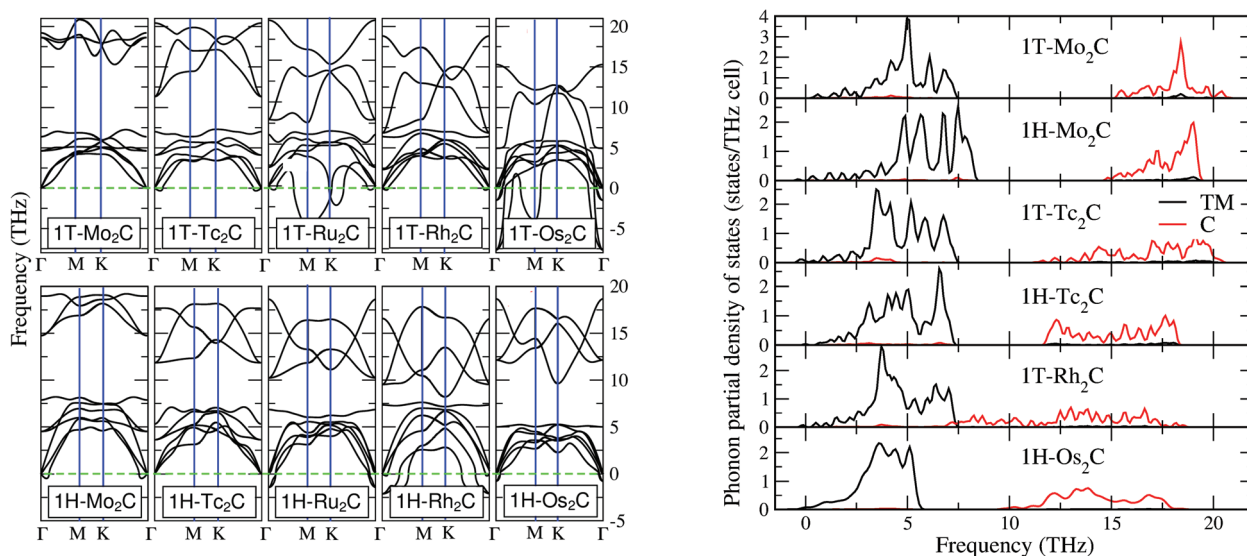 Frequency (THz)
20
15
10
5
0
-5
1T-Mo₂C 1T-Tc₂C 1T-Ru₂C 1T-Rh₂C 1T-Os₂C
Γ M K Γ M K Γ M K Γ M K Γ M K Γ
20
15
10
5
0
-5
1H-Mo₂C 1H-Tc₂C 1H-Ru₂C 1H-Rh₂C 1H-Os₂C
Γ M K Γ M K Γ M K Γ M K Γ M K Γ
Phonon partial density of states (states/THz cell)
4
3
2
1
0
1T-Mo₂C
2
1
0
1H-Mo₂C
TM
C
2
1
0
1T-Tc₂C
2
1
0
1H-Tc₂C
2
1
0
1T-Rh₂C
2
1
0
1H-Os₂C
0 5 10 15 20
Frequency (THz)